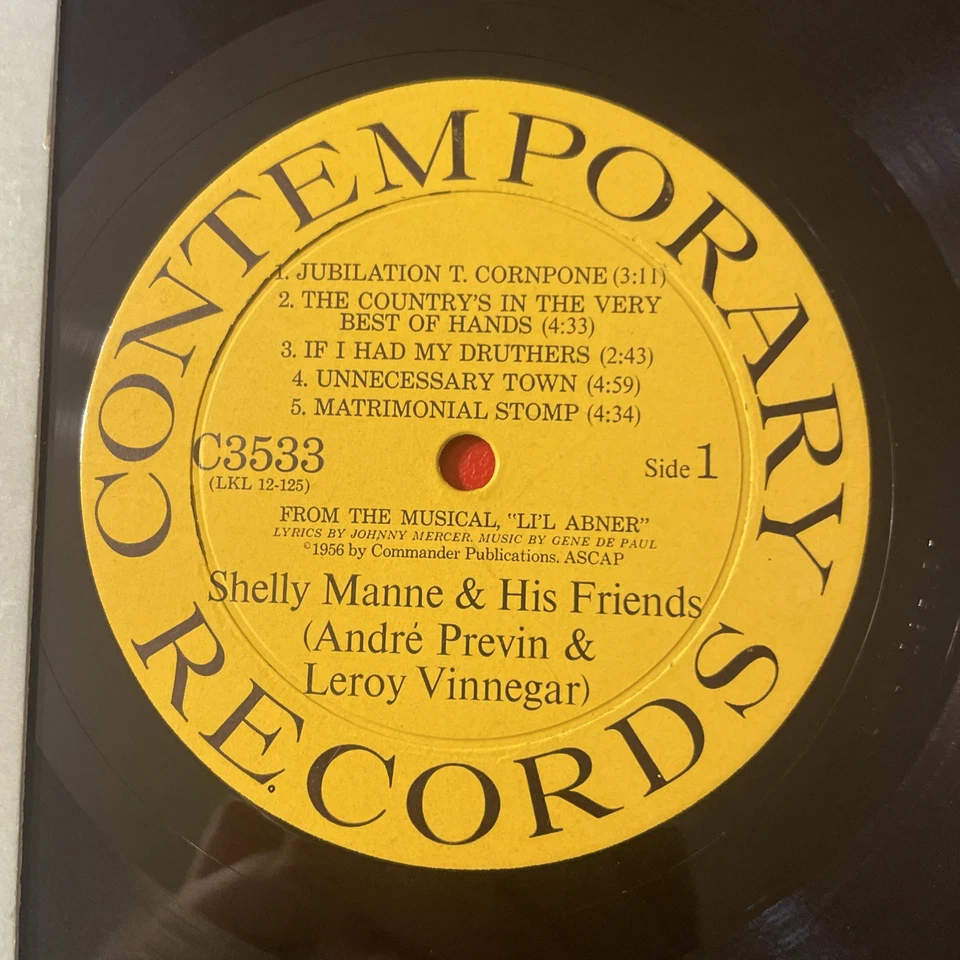 CONTEMPORARY
1. JUBILATION T. CORNPONE (3:11)
2. THE COUNTRY'S IN THE VERY
BEST OF HANDS (4:33)
3. IF I HAD MY DRUTHERS (2:43)
4. UNNECESSARY TOWN (4:59)
5. MATRIMONIAL STOMP (4:34)
C3533
Side 1
(LKL 12-125)
FROM THE MUSICAL, "LI'L ABNER"
LYRICS BY JOHNNY MERCER. MUSIC BY GENE DE PAUL
©1956 by Commander Publications. ASCAP
Shelly Manne & His Friends
(André Previn &
Leroy Vinnegar)
RECORDS